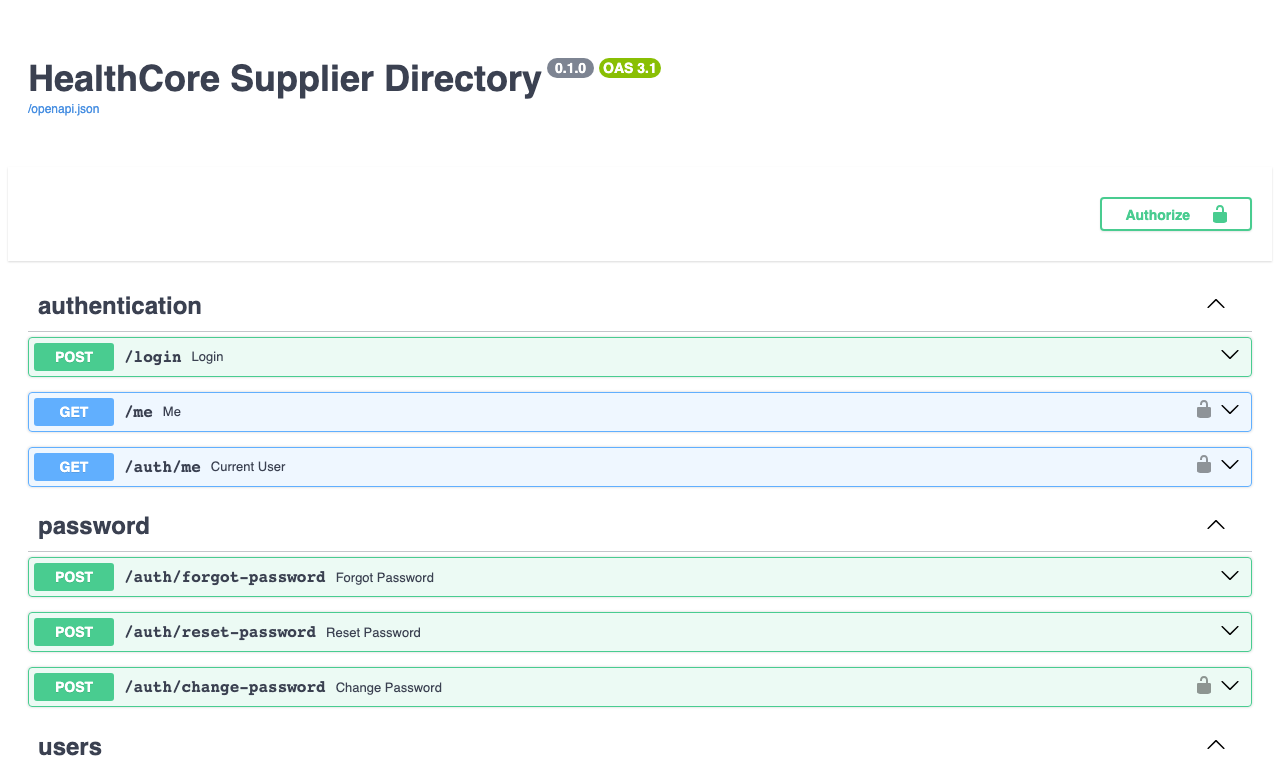 HealthCore Supplier Directory 0.1.0 OAS 3.1
/openapi.json
Authorize
authentication
POST /login Login
GET /me Me
GET /auth/me Current User
password
POST /auth/forgot-password Forgot Password
POST /auth/reset-password Reset Password
POST /auth/change-password Change Password
users